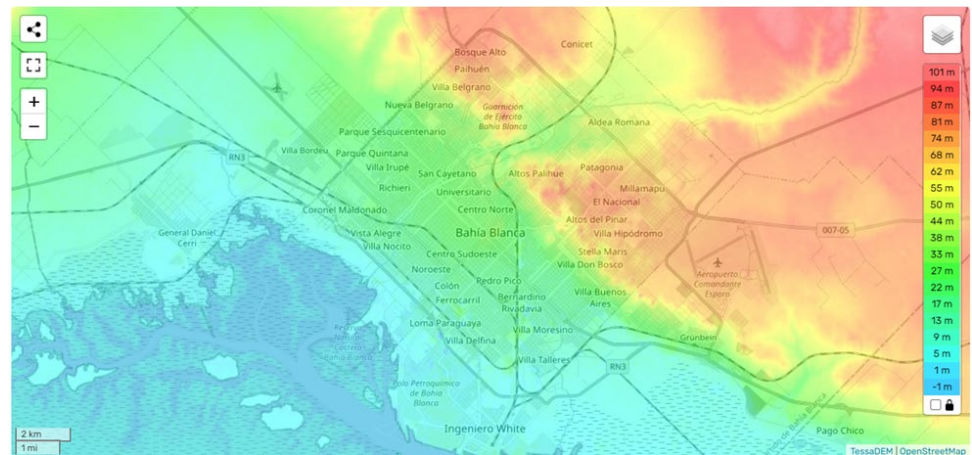 Bosque Alto
Conicet
Paihuén
Villa Belgrano
Nueva Belgrano
Guarnición
de Ejército
Bahía Blanca
Aldea Romana
Parque Sesquicentenario
Villa Bordeu
Parque Quintana
RN3
Villa Irupé
San Cayetano
Altos Palihue
Patagonia
Richieri
Universitario
Millamapú
El Nacional
Coronel Maldonado
Centro Norte
Altos del Pinar
General Daniel
Cerri
Vista Alegre
Bahía Blanca
Villa Hipódromo
007-05
Villa Nocito
Centro Sudoeste
Stella Maris
Villa Don Bosco
Noroeste
Aeropuerto
Comandante
Espora
Colón
Pedro Pico
Ferrocarril
Bernardino
Rivadavia
Villa Buenos
Aires
Loma Paraguaya
Villa Moresino
Grünbein
Villa Delfina
Villa Talleres
RN3
Polo Petroquímico
de Bahía
Blanca
Ingeniero White
Pago Chico
101 m
94 m
87 m
81 m
74 m
68 m
62 m
55 m
50 m
44 m
38 m
33 m
27 m
22 m
17 m
13 m
9 m
5 m
1 m
-1 m
+
−
2 km
1 mi
TessaDEM | OpenStreetMap